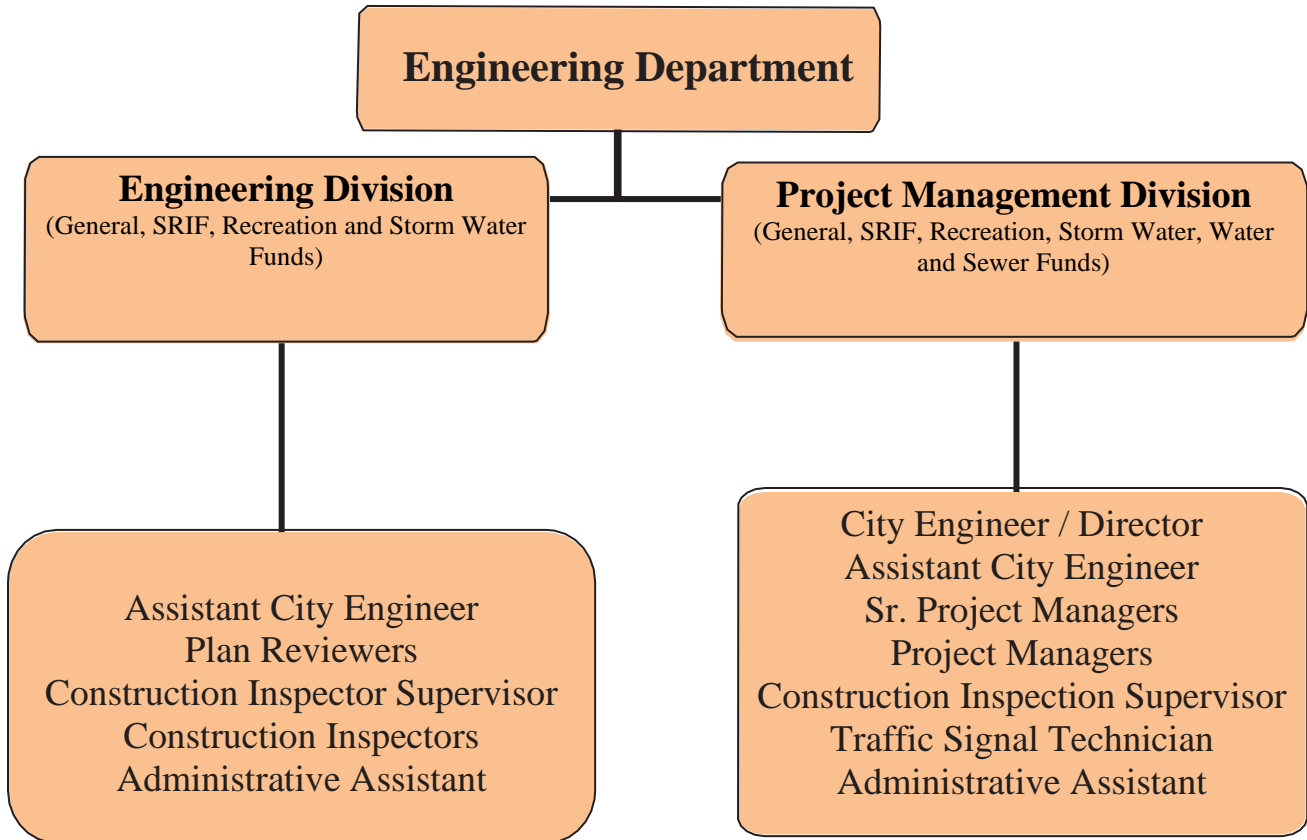 Engineering Department
Engineering Division
(General, SRIF, Recreation and Storm Water
Funds)
Project Management Division
(General, SRIF, Recreation, Storm Water, Water
and Sewer Funds)
Assistant City Engineer
Plan Reviewers
Construction Inspector Supervisor
Construction Inspectors
Administrative Assistant
City Engineer / Director
Assistant City Engineer
Sr. Project Managers
Project Managers
Construction Inspection Supervisor
Traffic Signal Technician
Administrative Assistant